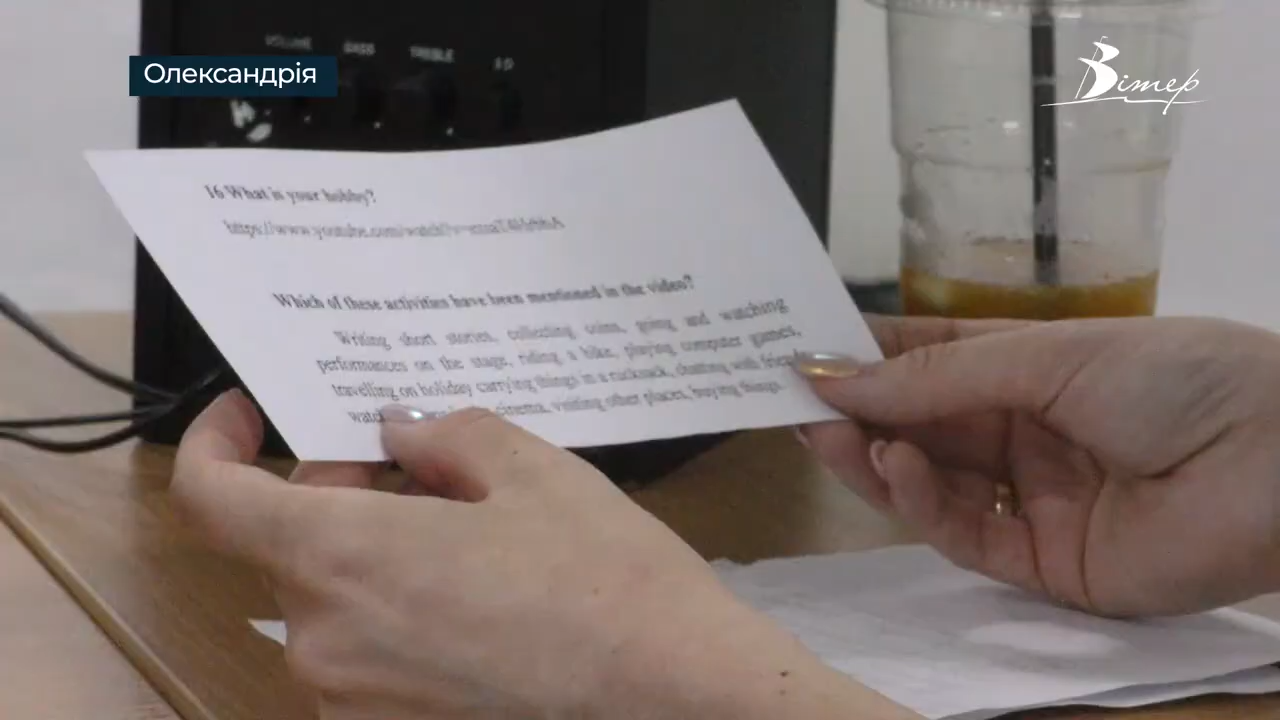 Олександрія
Вітер
VOLUME BASS TREBLE
16 What is your hobby?
Which of these activities have been mentioned in the video?
Writing short stories, collecting coins, going and watching
performances on the stage, riding a bike, playing computer games,
travelling on holiday carrying things in a rucksack, chatting with friend
cinema, visiting other places, buying things.